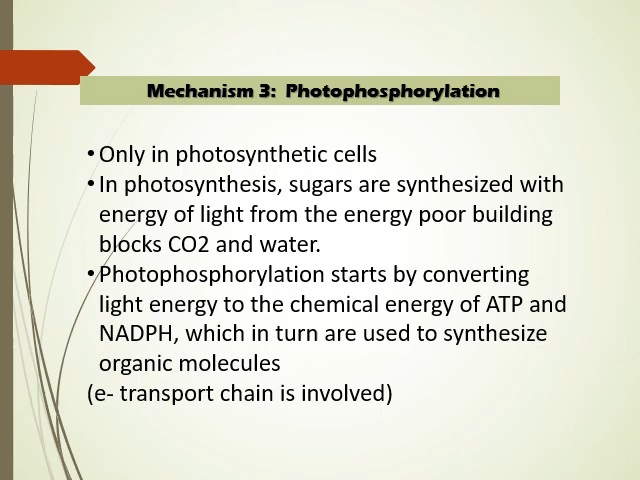 Mechanism 3: Photophosphorylation
• Only in photosynthetic cells
• In photosynthesis, sugars are synthesized with
energy of light from the energy poor building
blocks CO2 and water.
• Photophosphorylation starts by converting
light energy to the chemical energy of ATP and
NADPH, which in turn are used to synthesize
organic molecules
(e- transport chain is involved)